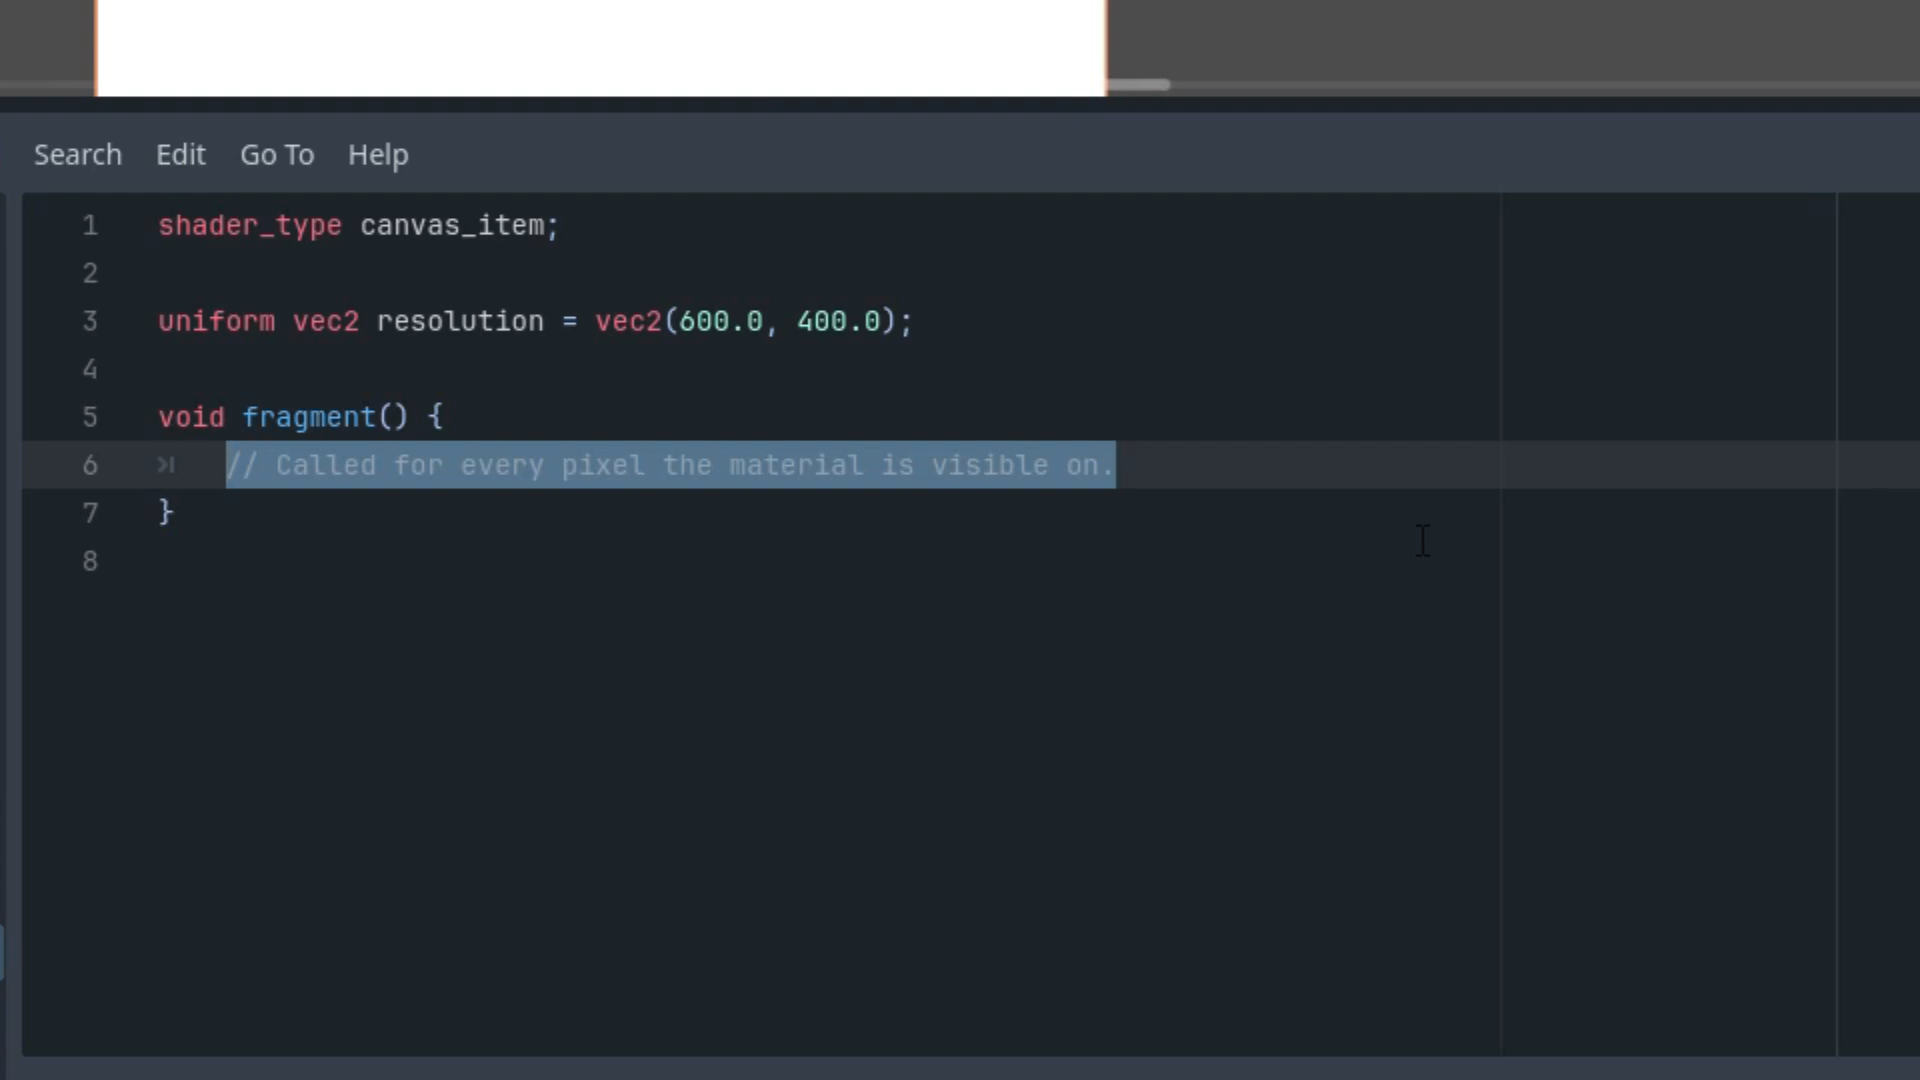 Search Edit Go To Help
1 shader_type canvas_item;
2
3 uniform vec2 resolution = vec2(600.0, 400.0);
4
5 void fragment() {
6 // Called for every pixel the material is visible on.
7 }
8